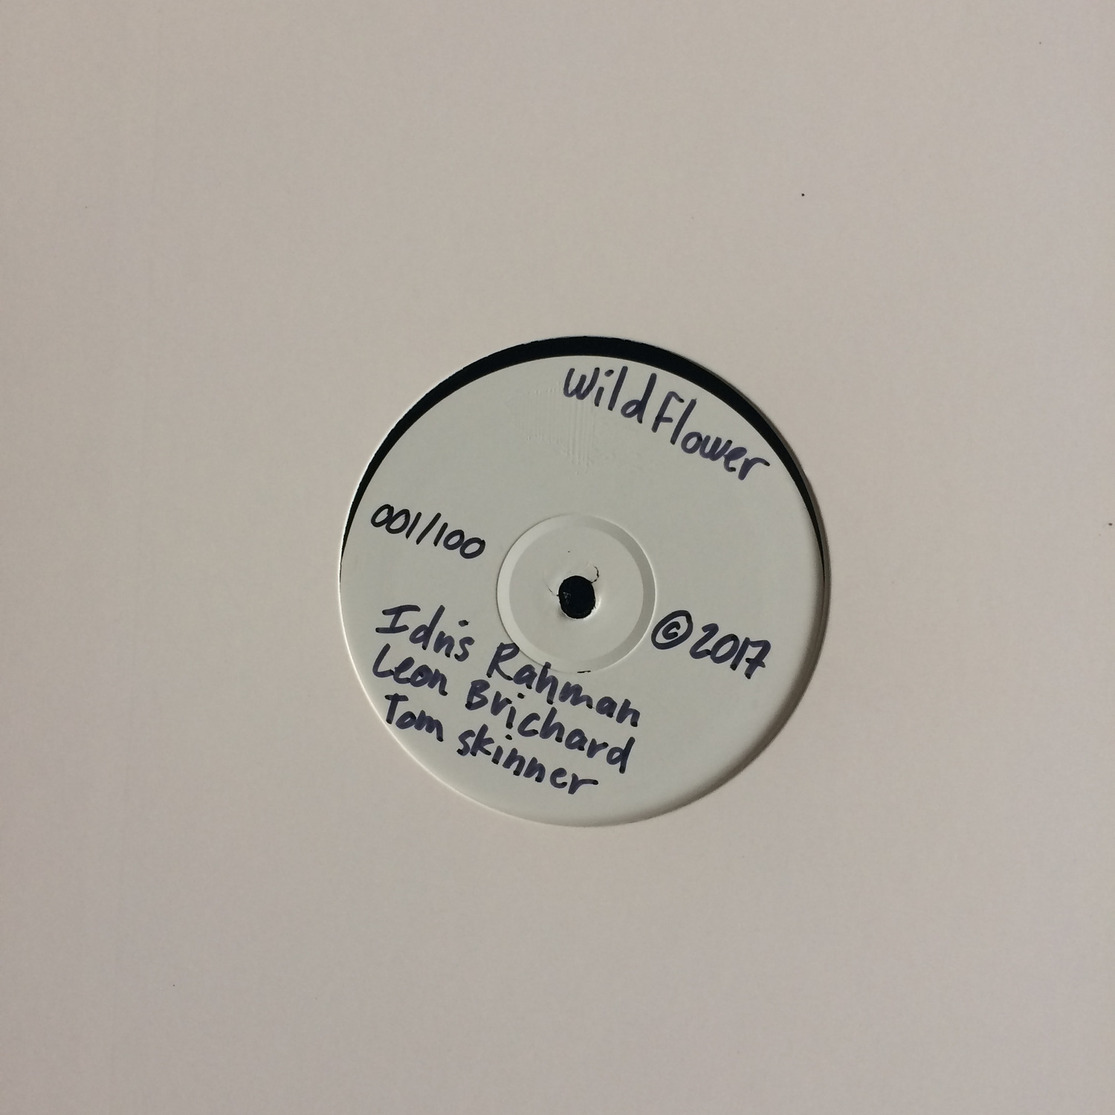 wildflower
001/100
© 2017
Idris Rahman
Leon Brichard
Tom skinner